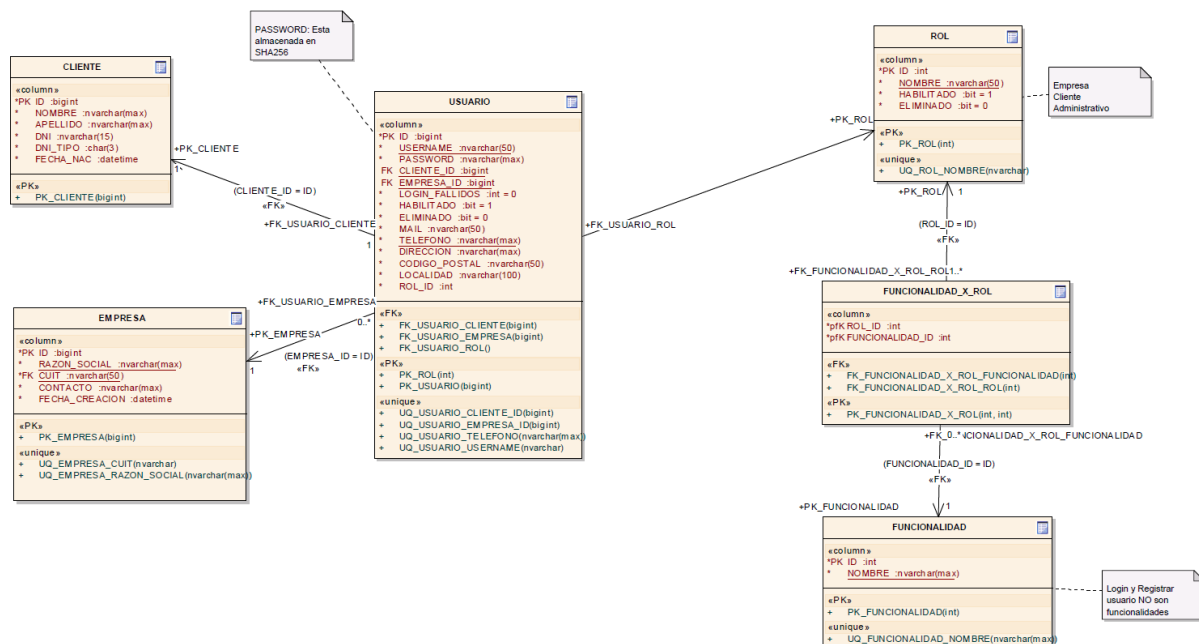 PASSWORD: Esta
almacenada en
SHA256
CLIENTE
«column»
*PK ID :bigint
* NOMBRE :nvarchar(max)
* APELLIDO :nvarchar(max)
* DNI :nvarchar(15)
* DNI_TIPO :char(3)
* FECHA_NAC :datetime
«PK»
+ PK_CLIENTE(bigint)
+PK_CLIENTE
1
(CLIENTE_ID = ID)
«FK»
+FK_USUARIO_CLIENTE
1
USUARIO
«column»
*PK ID :bigint
* USERNAME :nvarchar(50)
* PASSWORD :nvarchar(max)
FK CLIENTE_ID :bigint
FK EMPRESA_ID :bigint
* LOGIN_FALLIDOS :int = 0
* HABILITADO :bit = 1
* ELIMINADO :bit = 0
* MAIL :nvarchar(50)
* TELEFONO :nvarchar(max)
* DIRECCION :nvarchar(max)
* CODIGO_POSTAL :nvarchar(50)
* LOCALIDAD :nvarchar(100)
* ROL_ID :int
«FK»
+ FK_USUARIO_CLIENTE(bigint)
+ FK_USUARIO_EMPRESA(bigint)
+ FK_USUARIO_ROL()
«PK»
+ PK_ROL(int)
+ PK_USUARIO(bigint)
«unique»
+ UQ_USUARIO_CLIENTE_ID(bigint)
+ UQ_USUARIO_EMPRESA_ID(bigint)
+ UQ_USUARIO_TELEFONO(nvarchar(max))
+ UQ_USUARIO_USERNAME(nvarchar)
+FK_USUARIO_EMPRESA
0..*
+PK_EMPRESA
1
(EMPRESA_ID = ID)
«FK»
EMPRESA
«column»
*PK ID :bigint
* RAZON_SOCIAL :nvarchar(max)
*FK CUIT :nvarchar(50)
* CONTACTO :nvarchar(max)
* FECHA_CREACION :datetime
«PK»
+ PK_EMPRESA(bigint)
«unique»
+ UQ_EMPRESA_CUIT(nvarchar)
+ UQ_EMPRESA_RAZON_SOCIAL(nvarchar(max))
+FK_USUARIO_ROL
+PK_ROL
ROL
«column»
*PK ID :int
* NOMBRE :nvarchar(50)
* HABILITADO :bit = 1
* ELIMINADO :bit = 0
«PK»
+ PK_ROL(int)
«unique»
+ UQ_ROL_NOMBRE(nvarchar)
Empresa
Cliente
Administrativo
+PK_ROL 1
(ROL_ID = ID)
«FK»
+FK_FUNCIONALIDAD_X_ROL_ROL1..*
FUNCIONALIDAD_X_ROL
«column»
*pfK ROL_ID :int
*pfK FUNCIONALIDAD_ID :int
«FK»
+ FK_FUNCIONALIDAD_X_ROL_FUNCIONALIDAD(int)
+ FK_FUNCIONALIDAD_X_ROL_ROL(int)
«PK»
+ PK_FUNCIONALIDAD_X_ROL(int, int)
+FK_0..*NCIONALIDAD_X_ROL_FUNCIONALIDAD
(FUNCIONALIDAD_ID = ID)
«FK»
+PK_FUNCIONALIDAD 1
FUNCIONALIDAD
«column»
*PK ID :int
* NOMBRE :nvarchar(max)
«PK»
+ PK_FUNCIONALIDAD(int)
«unique»
+ UQ_FUNCIONALIDAD_NOMBRE(nvarchar(max))
Login y Registrar
usuario NO son
funcionalidades